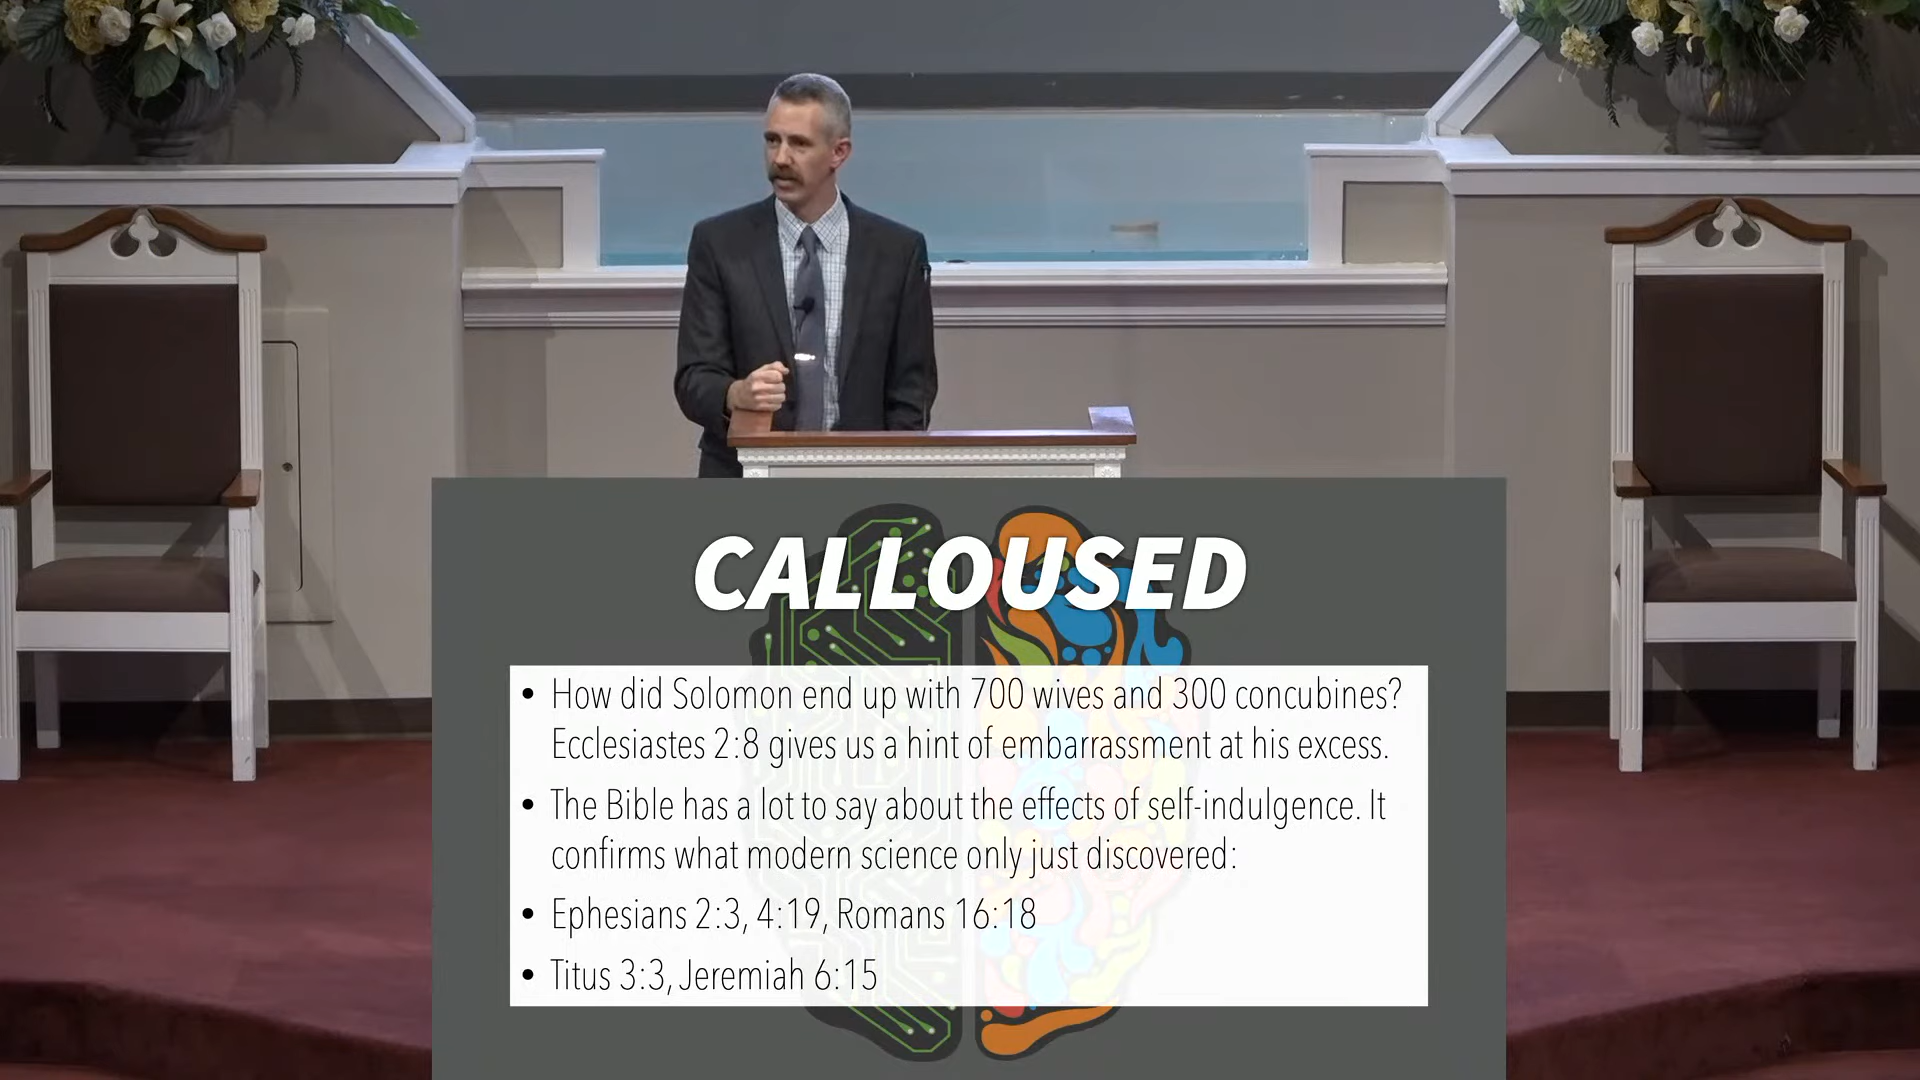 CALLOUSED
• How did Solomon end up with 700 wives and 300 concubines?
Ecclesiastes 2:8 gives us a hint of embarrassment at his excess.
• The Bible has a lot to say about the effects of self-indulgence. It
confirms what modern science only just discovered:
• Ephesians 2:3, 4:19, Romans 16:18
• Titus 3:3, Jeremiah 6:15